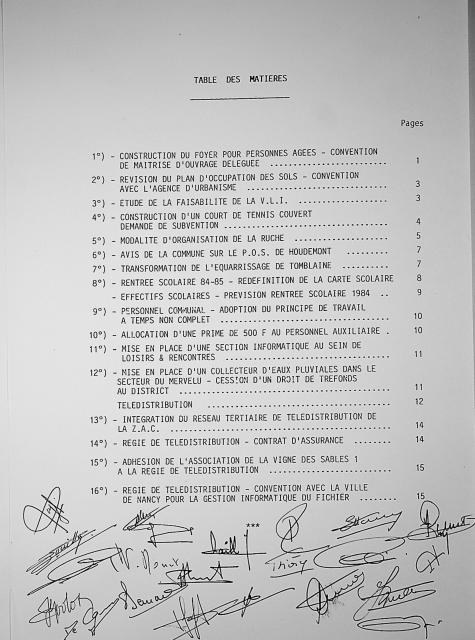 TABLE DES MATIERES
Pages
1°) - CONSTRUCTION DU FOYER POUR PERSONNES AGEES - CONVENTION
DE MAITRISE D'OUVRAGE DELEGUEE ........................ 1
2°) - REVISION DU PLAN D'OCCUPATION DES SOLS - CONVENTION
AVEC L'AGENCE D'URBANISME ............................. 3
3°) - ETUDE DE LA FAISABILITE DE LA V.L.I. .................... 3
4°) - CONSTRUCTION D'UN COURT DE TENNIS COUVERT
DEMANDE DE SUBVENTION ................................. 4
5°) - MODALITE D'ORGANISATION DE LA RUCHE ................... 5
6°) - AVIS DE LA COMMUNE SUR LE P.O.S. DE HOUDEMONT ......... 7
7°) - TRANSFORMATION DE L'EQUARRISSAGE DE TOMBLAINE ......... 7
8°) - RENTREE SCOLAIRE 84-85 - REDEFINITION DE LA CARTE SCOLAIRE 8
- EFFECTIFS SCOLAIRES - PREVISION RENTREE SCOLAIRE 1984 .. 9
9°) - PERSONNEL COMMUNAL - ADOPTION DU PRINCIPE DE TRAVAIL
A TEMPS NON COMPLET ................................... 10
10°) - ALLOCATION D'UNE PRIME DE 500 F AU PERSONNEL AUXILIAIRE . 10
11°) - MISE EN PLACE D'UNE SECTION INFORMATIQUE AU SEIN DE
LOISIRS & RENCONTRES .................................. 11
12°) - MISE EN PLACE D'UN COLLECTEUR D'EAUX PLUVIALES DANS LE
SECTEUR DU MERVELU - CESSION D'UN DROIT DE TREFONDS
AU DISTRICT ........................................... 11
TELEDISTRIBUTION ...................................... 12
13°) - INTEGRATION DU RESEAU TERTIAIRE DE TELEDISTRIBUTION DE
LA Z.A.C. ............................................. 14
14°) - REGIE DE TELEDISTRIBUTION - CONTRAT D'ASSURANCE ........ 14
15°) - ADHESION DE L'ASSOCIATION DE LA VIGNE DES SABLES 1
A LA REGIE DE TELEDISTRIBUTION ........................ 15
16°) - REGIE DE TELEDISTRIBUTION - CONVENTION AVEC LA VILLE
DE NANCY POUR LA GESTION INFORMATIQUE DU FICHIER ........ 15
***